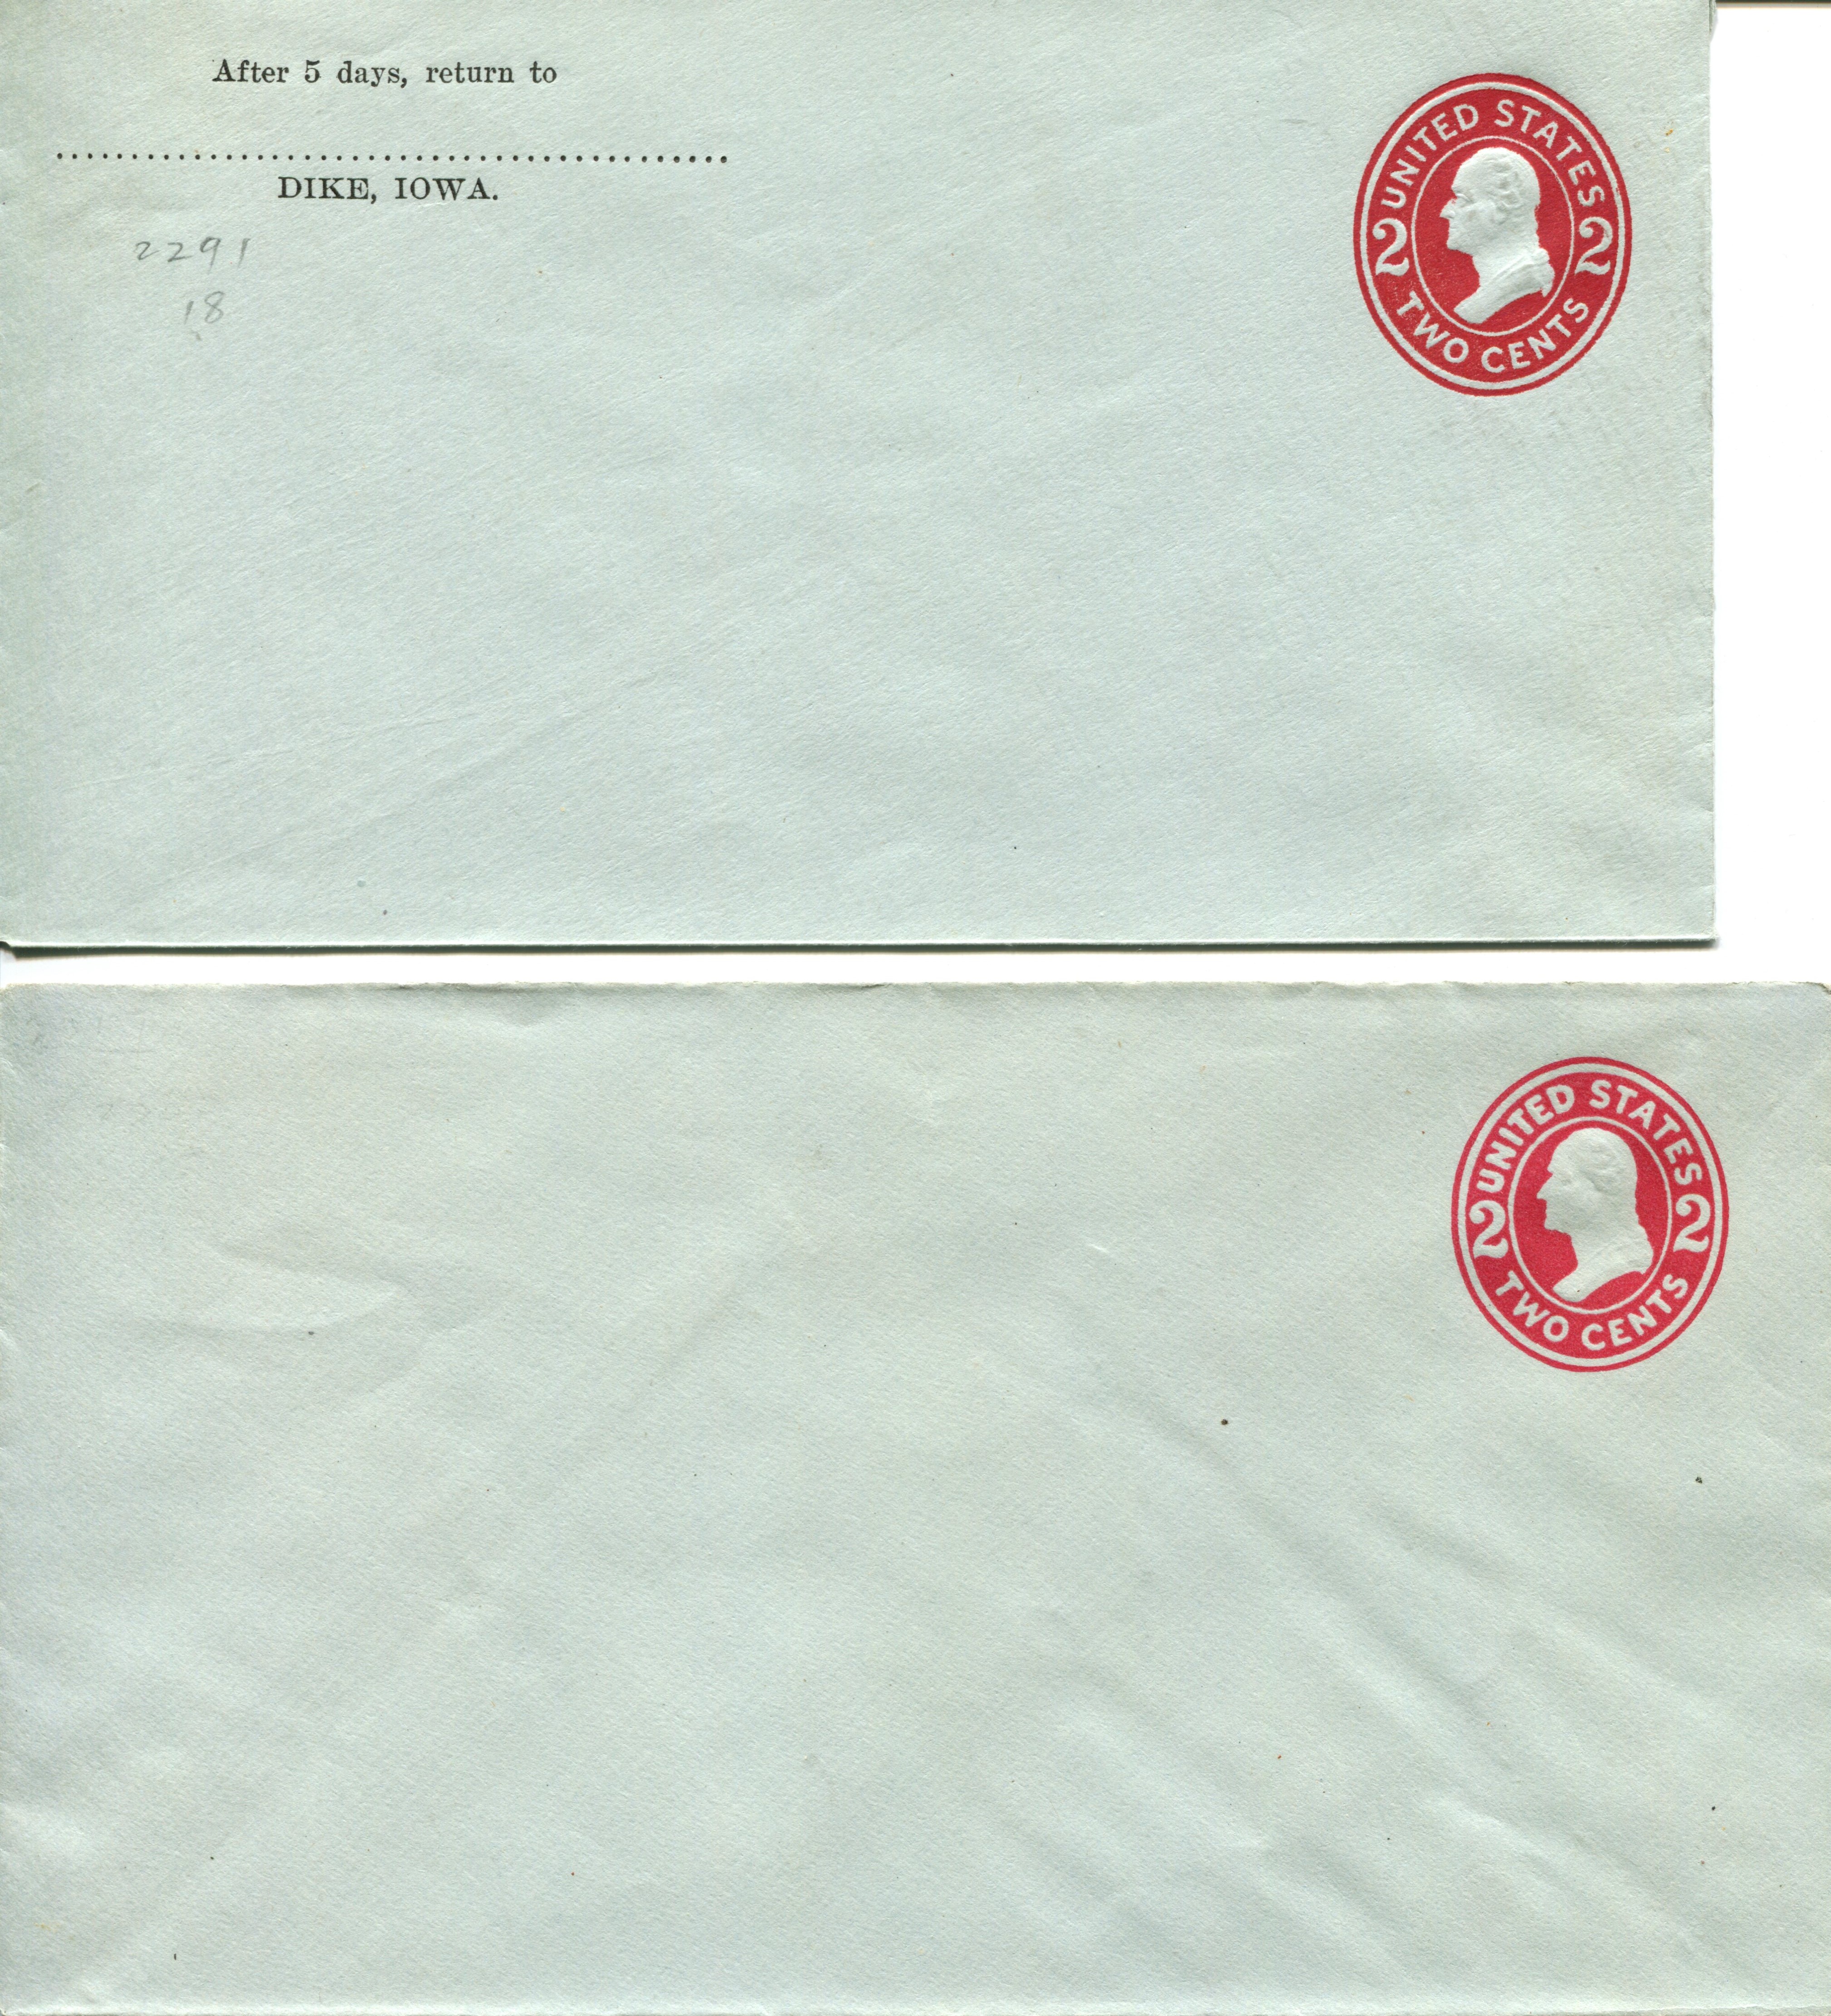 After 5 days, return to
DIKE, IOWA.
2291
18
UNITED STATES
2 2
TWO CENTS
UNITED STATES
2 2
TWO CENTS